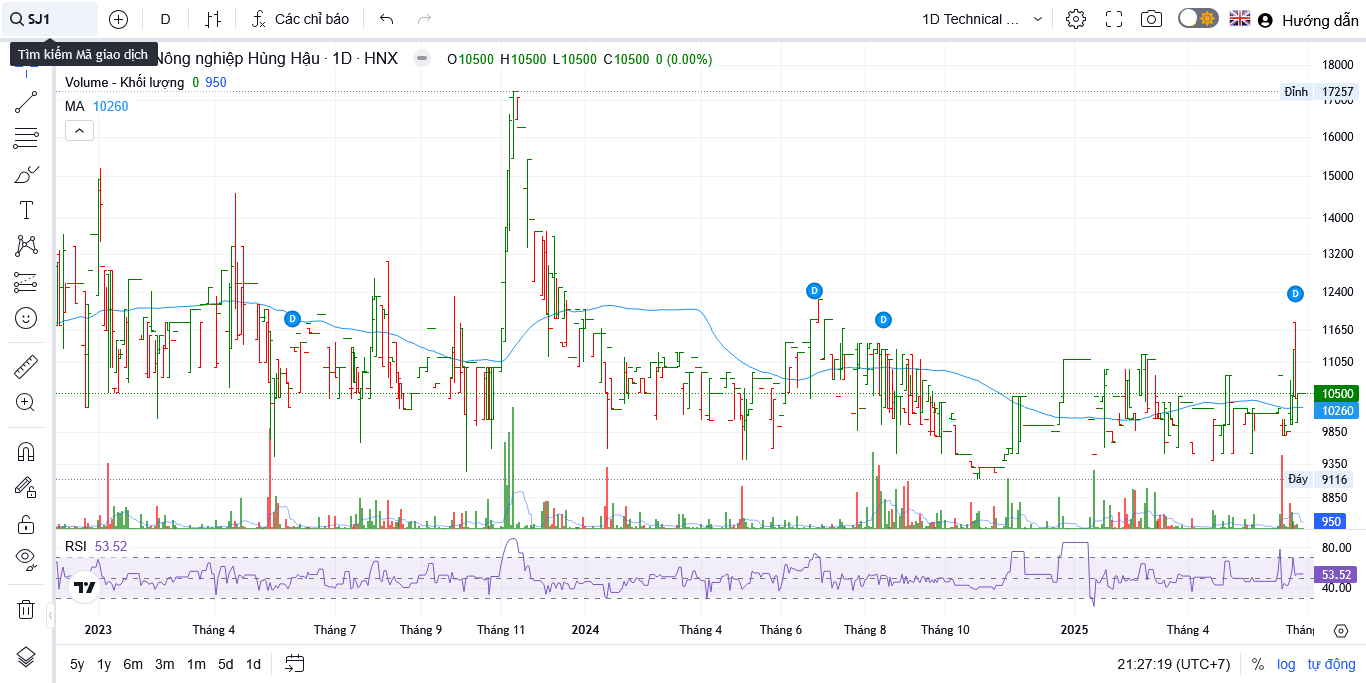 SJ1
D
Các chỉ báo
1D Technical ...
Hướng dẫn
Tìm kiếm Mã giao dịch
Nông nghiệp Hùng Hậu · 1D · HNX
O10500 H10500 L10500 C10500 0 (0.00%)
Volume - Khối lượng 0 950
MA 10260
18000
Đỉnh 17257
17000
16000
15000
14000
13200
12400
11650
11050
10500
10260
9850
9350
Đáy 9116
8850
950
D
D
D
D
RSI 53.52
80.00
53.52
40.00
2023 Tháng 4 Tháng 7 Tháng 9 Tháng 11 2024 Tháng 4 Tháng 6 Tháng 8 Tháng 10 2025 Tháng 4 Tháng
5y 1y 6m 3m 1m 5d 1d
21:27:19 (UTC+7) % log tự động